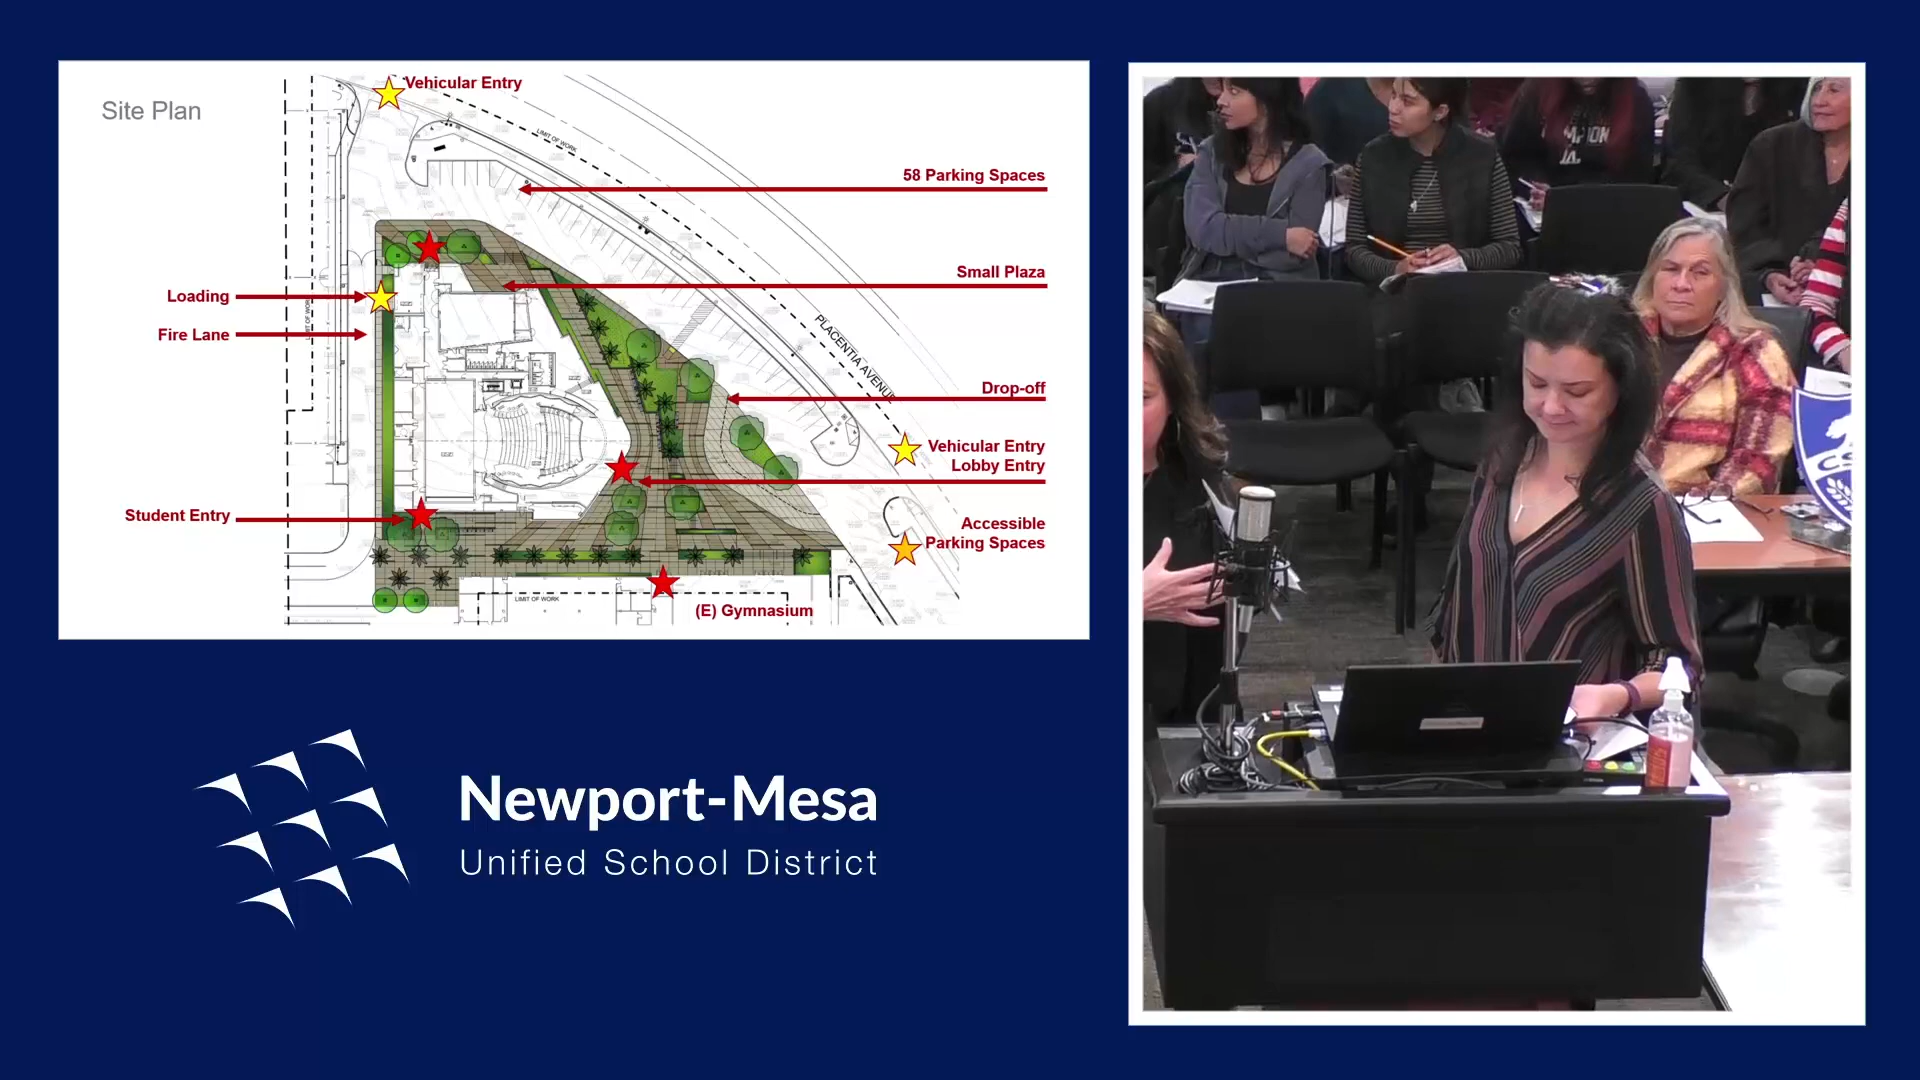 Site Plan
Vehicular Entry
LIMIT OF WORK
58 Parking Spaces
Small Plaza
Loading
Fire Lane
PLACENTIA AVENUE
Drop-off
Vehicular Entry
Lobby Entry
Student Entry
Accessible
Parking Spaces
LIMIT OF WORK
(E) Gymnasium
Newport-Mesa
Unified School District